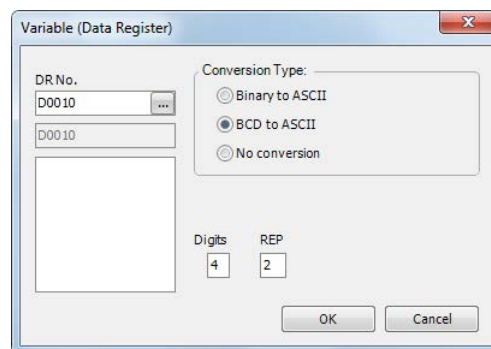 Variable (Data Register)
DR No.
D0010
...
D0010
Conversion Type:
Binary to ASCII
BCD to ASCII
No conversion
Digits
REP
4
2
OK
Cancel